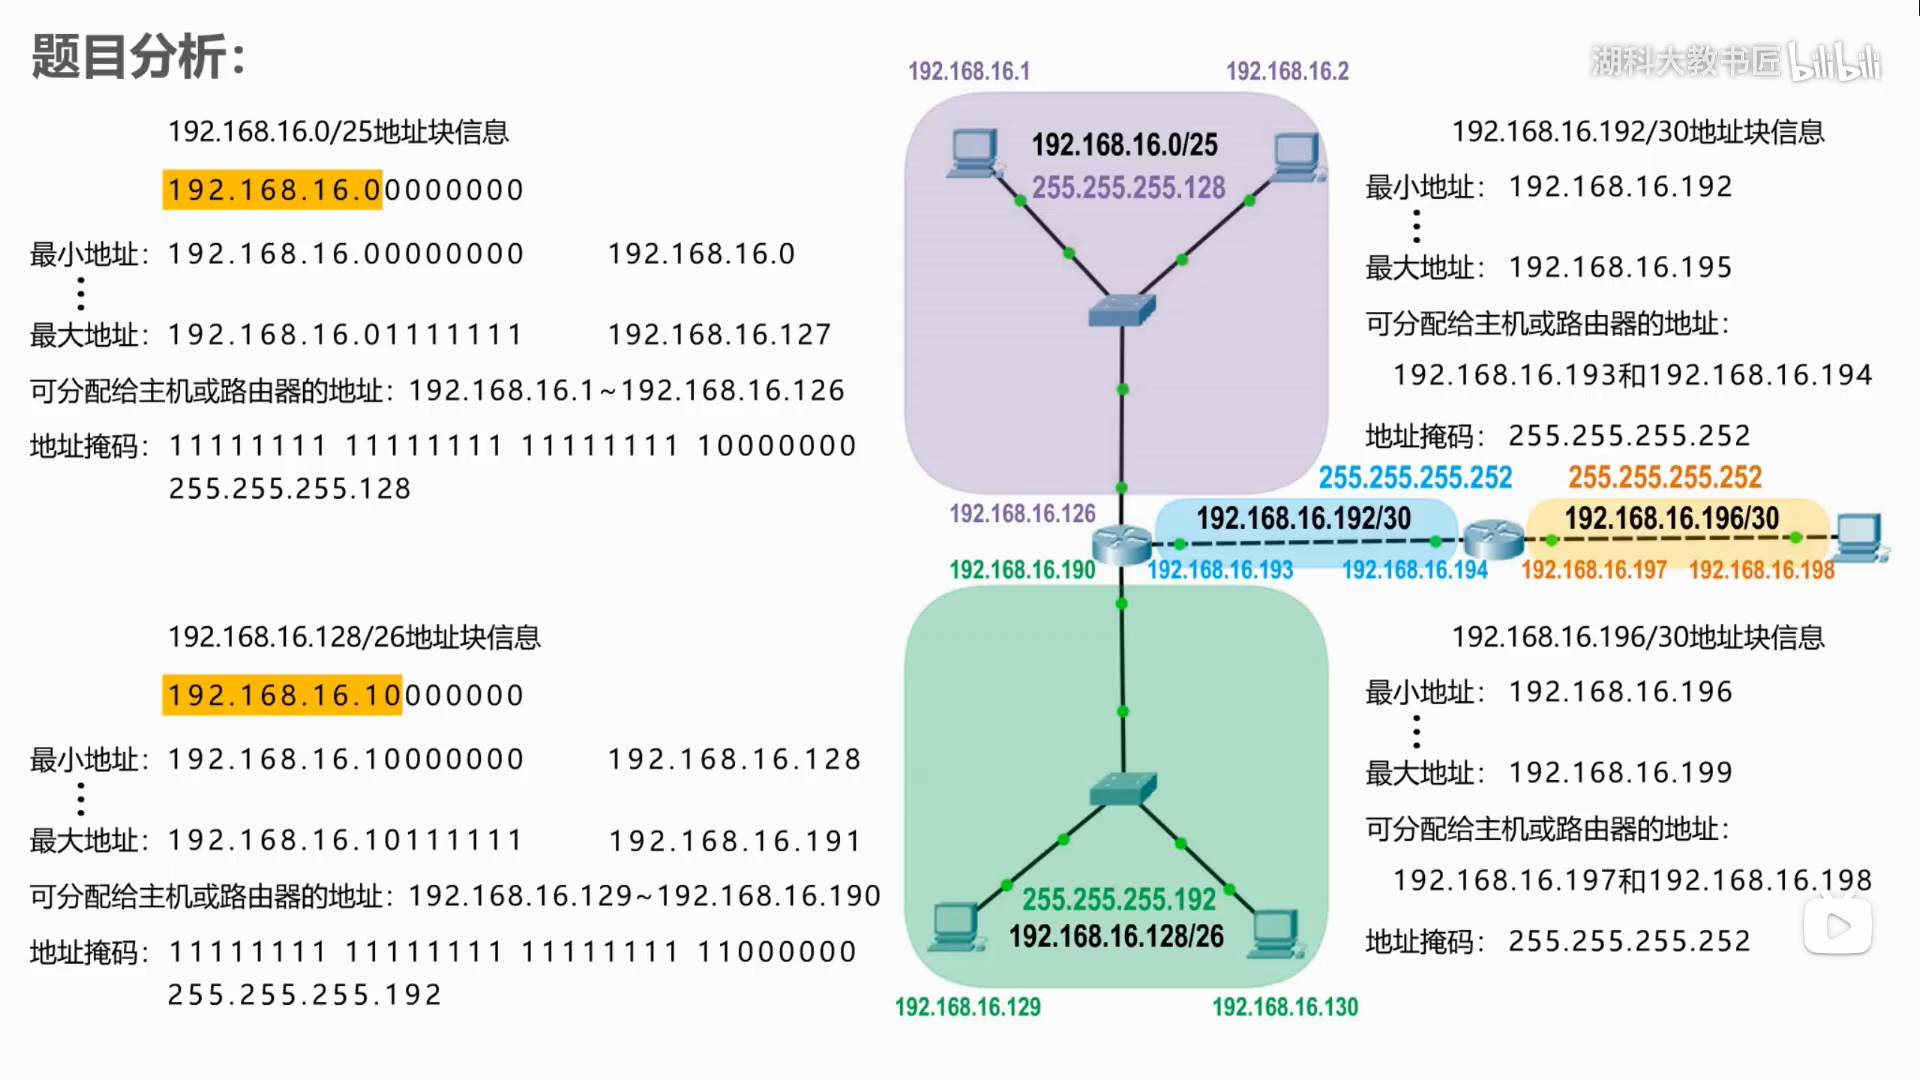 题目分析：
湖科大教书匠 bilibili
192.168.16.0/25地址块信息
192.168.16.00000000
最小地址： 192.168.16.00000000 192.168.16.0
最大地址： 192.168.16.01111111 192.168.16.127
可分配给主机或路由器的地址：192.168.16.1~192.168.16.126
地址掩码： 11111111 11111111 11111111 10000000
255.255.255.128
192.168.16.128/26地址块信息
192.168.16.10000000
最小地址： 192.168.16.10000000 192.168.16.128
最大地址： 192.168.16.10111111 192.168.16.191
可分配给主机或路由器的地址：192.168.16.129~192.168.16.190
地址掩码： 11111111 11111111 11111111 11000000
255.255.255.192
192.168.16.1 192.168.16.2
192.168.16.0/25
255.255.255.128
192.168.16.126
192.168.16.190
255.255.255.252 255.255.255.252
192.168.16.192/30 192.168.16.196/30
192.168.16.193 192.168.16.194 192.168.16.197 192.168.16.198
255.255.255.192
192.168.16.128/26
192.168.16.129 192.168.16.130
192.168.16.192/30地址块信息
最小地址： 192.168.16.192
最大地址： 192.168.16.195
可分配给主机或路由器的地址：
192.168.16.193和192.168.16.194
地址掩码： 255.255.255.252
192.168.16.196/30地址块信息
最小地址： 192.168.16.196
最大地址： 192.168.16.199
可分配给主机或路由器的地址：
192.168.16.197和192.168.16.198
地址掩码： 255.255.255.252